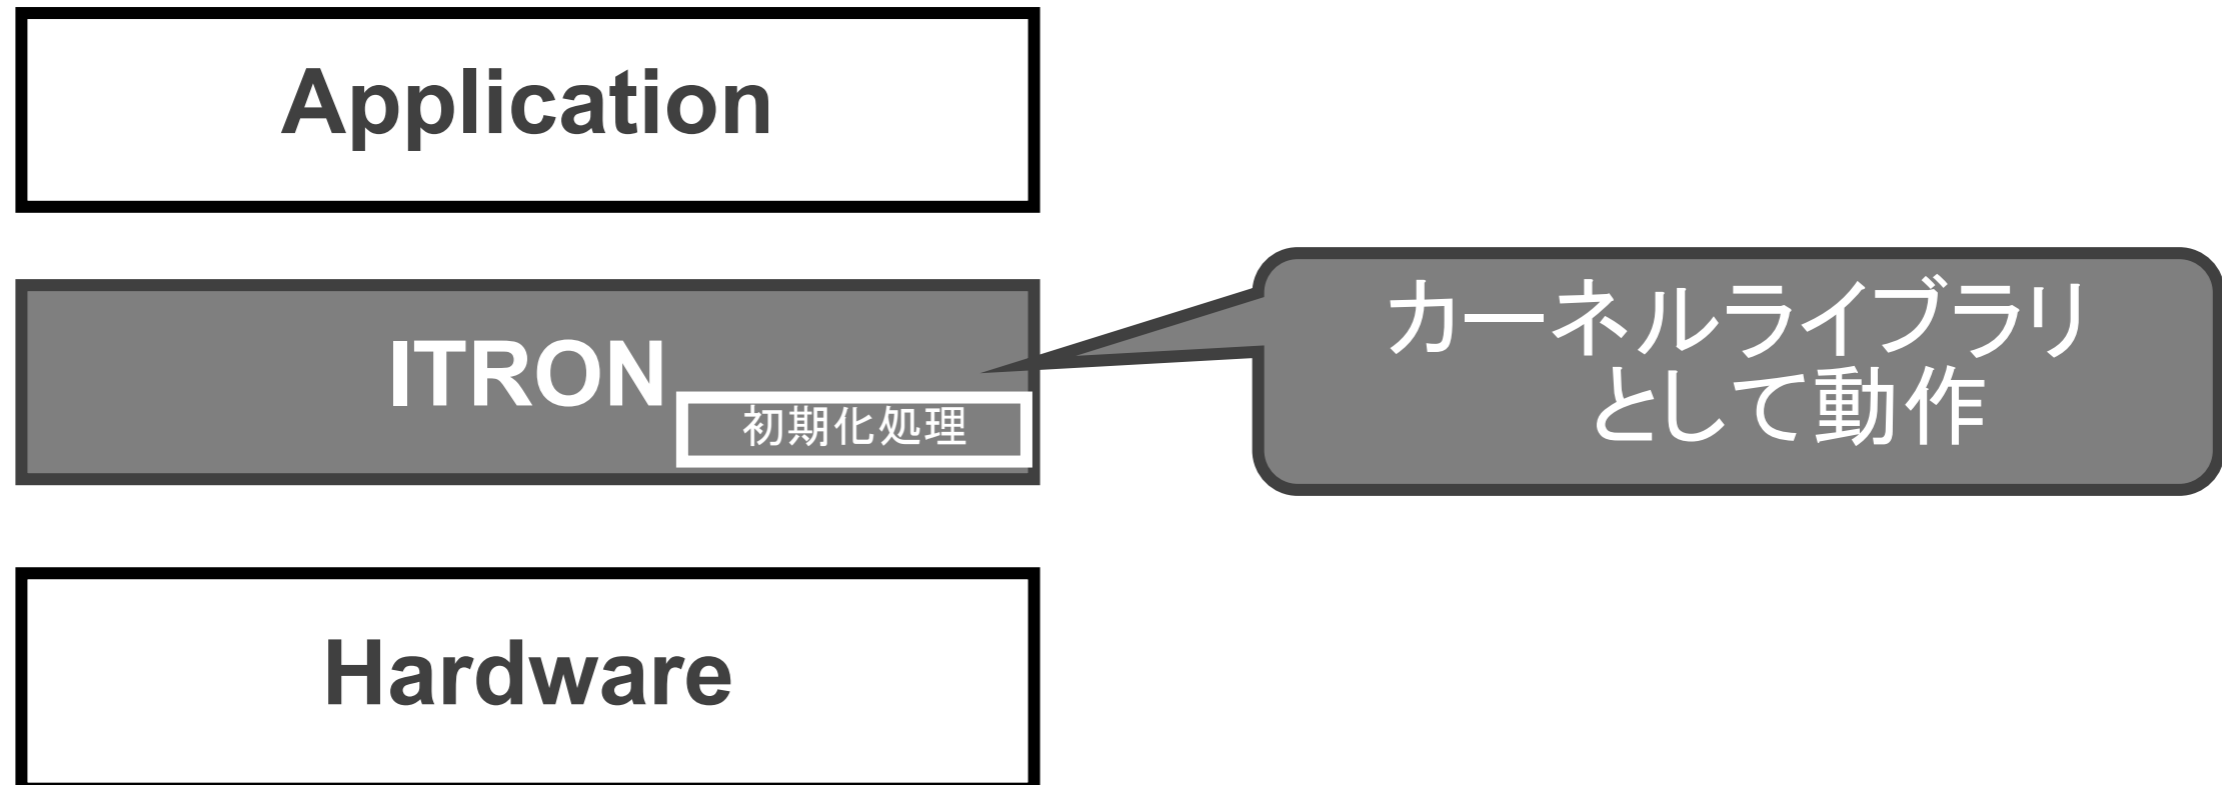 Application
ITRON
初期化処理
カーネルライブラリ
として動作
Hardware